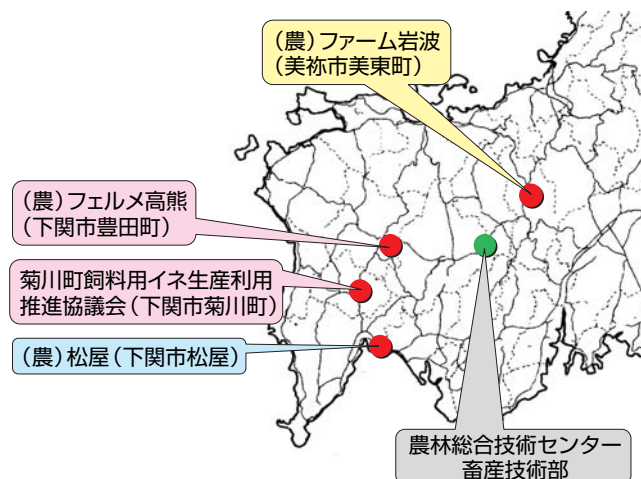 (農)ファーム岩波
(美祢市美東町)
(農)フェルメ高熊
(下関市豊田町)
菊川町飼料用イネ生産利用
推進協議会(下関市菊川町)
(農)松屋(下関市松屋)
農林総合技術センター
畜産技術部